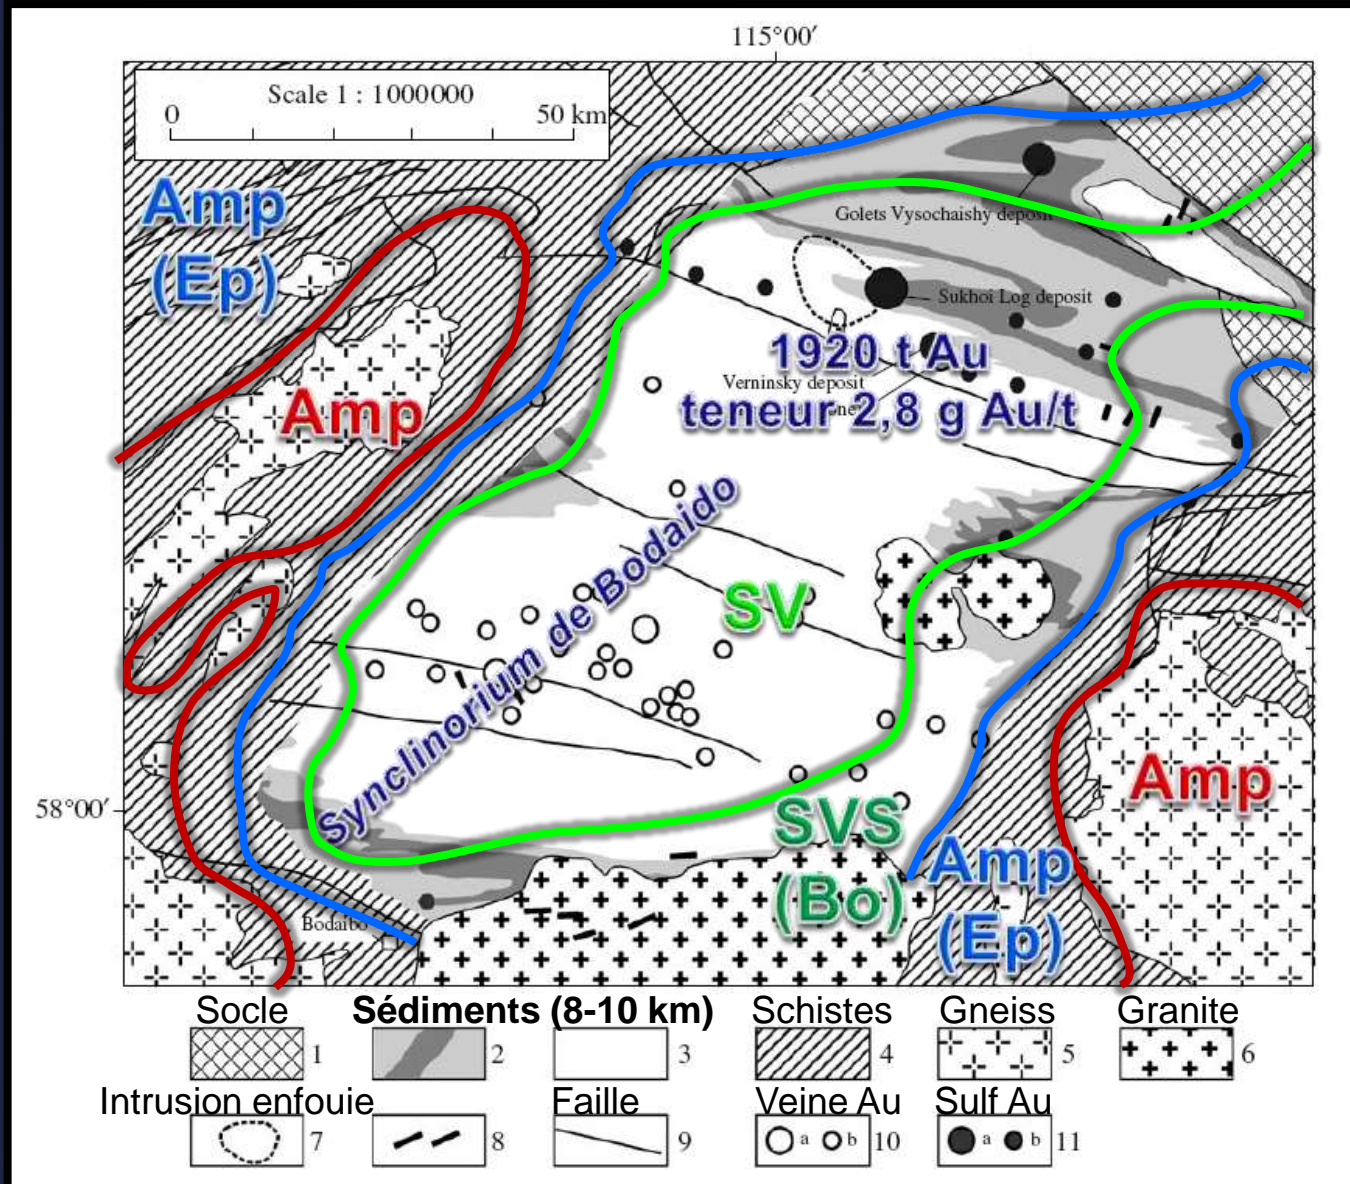 115°00′
Scale 1 : 1000000
0
50 km
Amp
(Ep)
Golets Vysochaishy deposit
Sukhoi Log deposit
1920 t Au
Verninsky deposit
teneur 2,8 g Au/t
Amp
Synclinorium de Bodaido
SV
Amp
58°00′
SVS
(Bo)
Amp
(Ep)
Bodaibo
Socle
Sédiments (8-10 km)
Schistes
Gneiss
Granite
1
2
3
4
5
6
Intrusion enfouie
Faille
Veine Au
Sulf Au
7
8
9
a
b
10
a
b
11